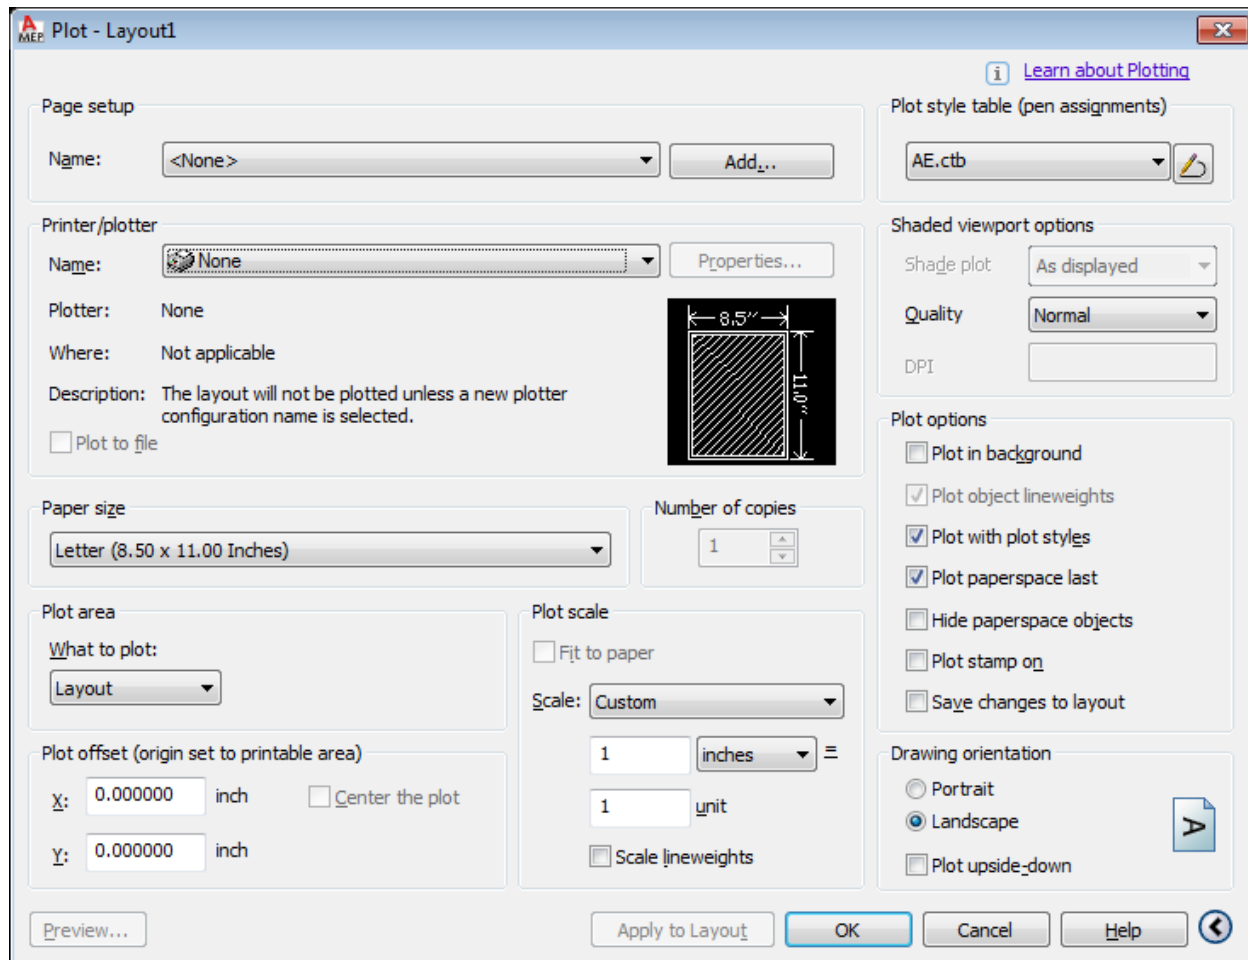 A MEP Plot - Layout1
i Learn about Plotting
Page setup
Name: <None> Add...
Plot style table (pen assignments)
AE.ctb
Printer/plotter
Name: None Properties...
Plotter: None
Where: Not applicable
Description: The layout will not be plotted unless a new plotter
configuration name is selected.
Plot to file
8.5″
11.0″
Shaded viewport options
Shade plot As displayed
Quality Normal
DPI
Paper size
Letter (8.50 x 11.00 Inches)
Number of copies
1
Plot options
Plot in background
Plot object lineweights
Plot with plot styles
Plot paperspace last
Hide paperspace objects
Plot stamp on
Save changes to layout
Plot area
What to plot:
Layout
Plot scale
Fit to paper
Scale: Custom
1 inches =
1 unit
Scale lineweights
Plot offset (origin set to printable area)
X: 0.000000 inch Center the plot
Y: 0.000000 inch
Drawing orientation
Portrait
Landscape
Plot upside-down
A
Preview... Apply to Layout OK Cancel Help